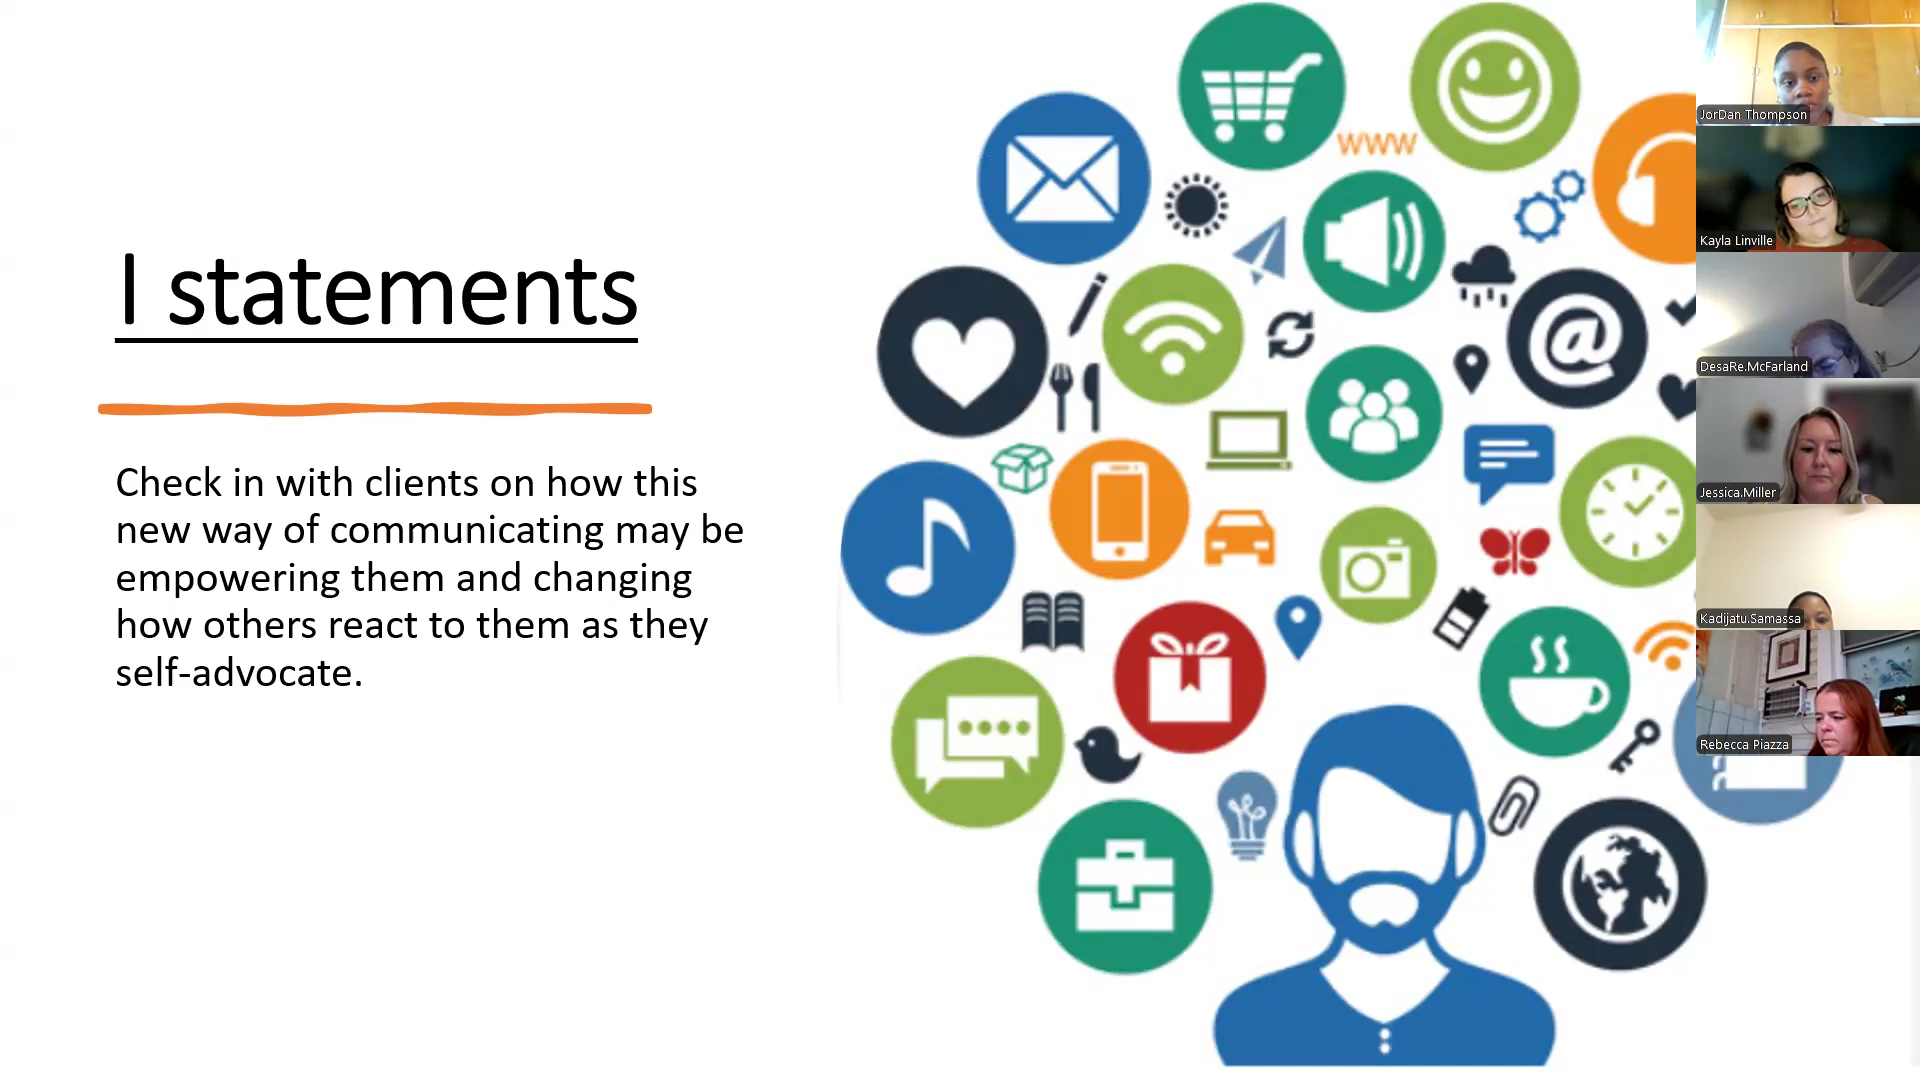 I statements
Check in with clients on how this
new way of communicating may be
empowering them and changing
how others react to them as they
self-advocate.
www
@
JorDan Thompson
Kayla Linville
DesaRe.McFarland
Jessica.Miller
Kadijatu.Samassa
Rebecca Piazza